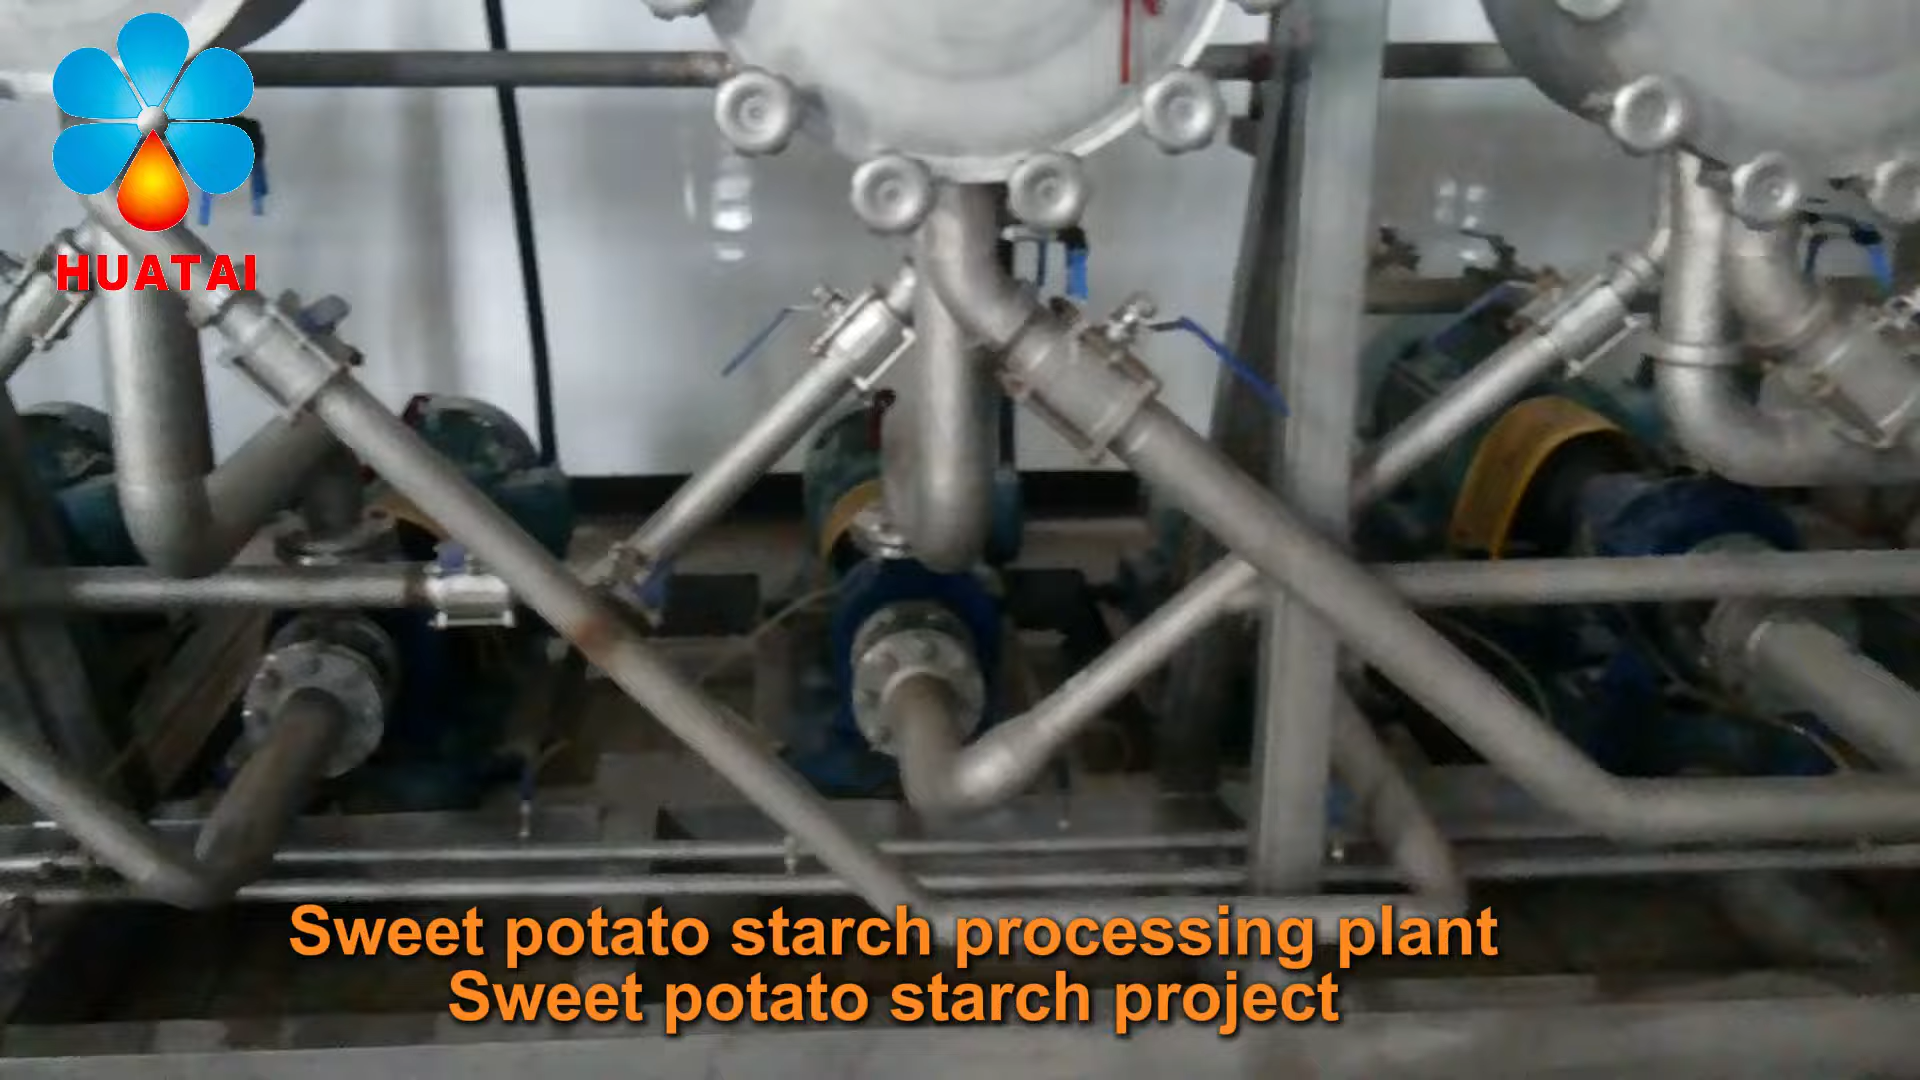 HUATAI
Sweet potato starch processing plant
Sweet potato starch project